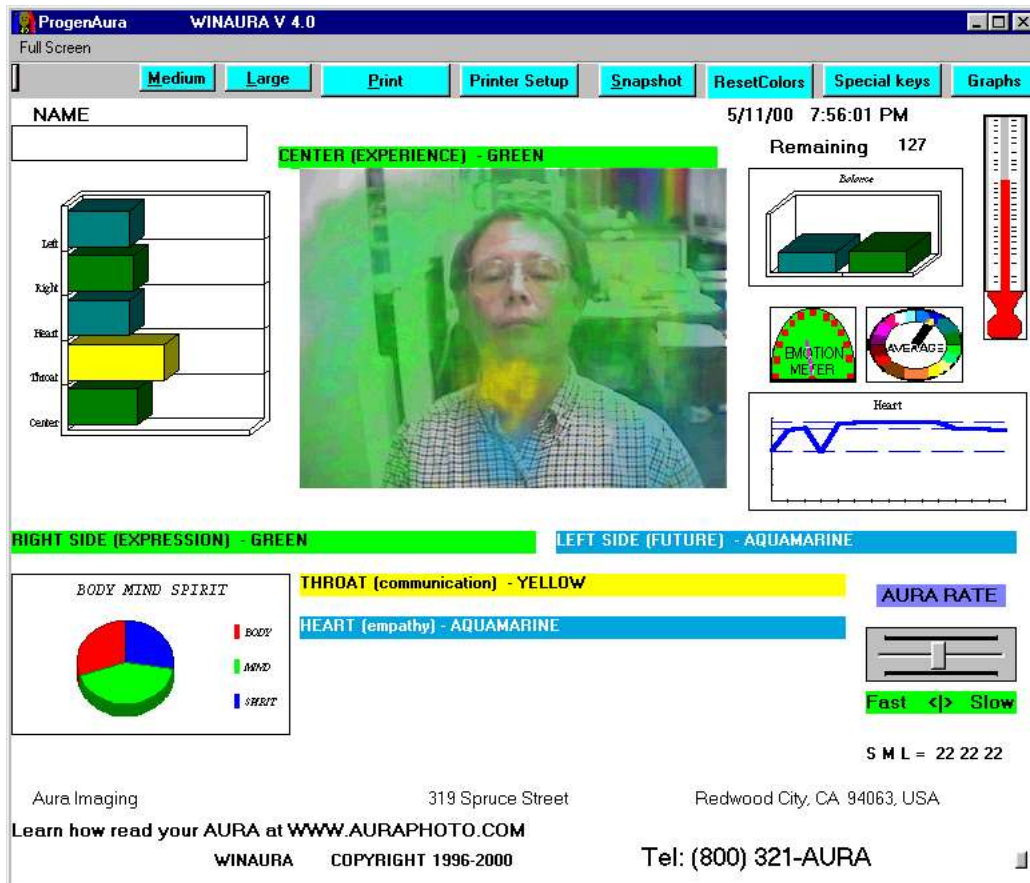 ProgenAura WINAURA V 4.0
Full Screen
Medium Large Print Printer Setup Snapshot ResetColors Special keys Graphs
NAME
5/11/00 7:56:01 PM
Remaining 127
CENTER (EXPERIENCE) - GREEN
Balance
Left
Right
Heart
Throat
Center
EMOTION
METER
AVERAGE
Heart
RIGHT SIDE (EXPRESSION) - GREEN
LEFT SIDE (FUTURE) - AQUAMARINE
BODY MIND SPIRIT
BODY
MIND
SPIRIT
THROAT (communication) - YELLOW
HEART (empathy) - AQUAMARINE
AURA RATE
Fast <|> Slow
S M L = 22 22 22
Aura Imaging 319 Spruce Street Redwood City, CA 94063, USA
Learn how read your AURA at WWW.AURAPHOTO.COM
WINAURA COPYRIGHT 1996-2000 Tel: (800) 321-AURA